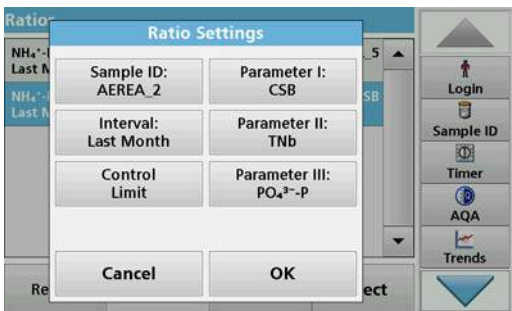 Ratio
Ratio Settings
NH₄⁺-
Last M
_5
NH₄⁺-
Last M
SB
Sample ID:
AEREA_2
Parameter I:
CSB
Interval:
Last Month
Parameter II:
TNb
Control
Limit
Parameter III:
PO₄³⁻-P
Cancel
OK
Re
ect
Login
Sample ID
Timer
AQA
Trends